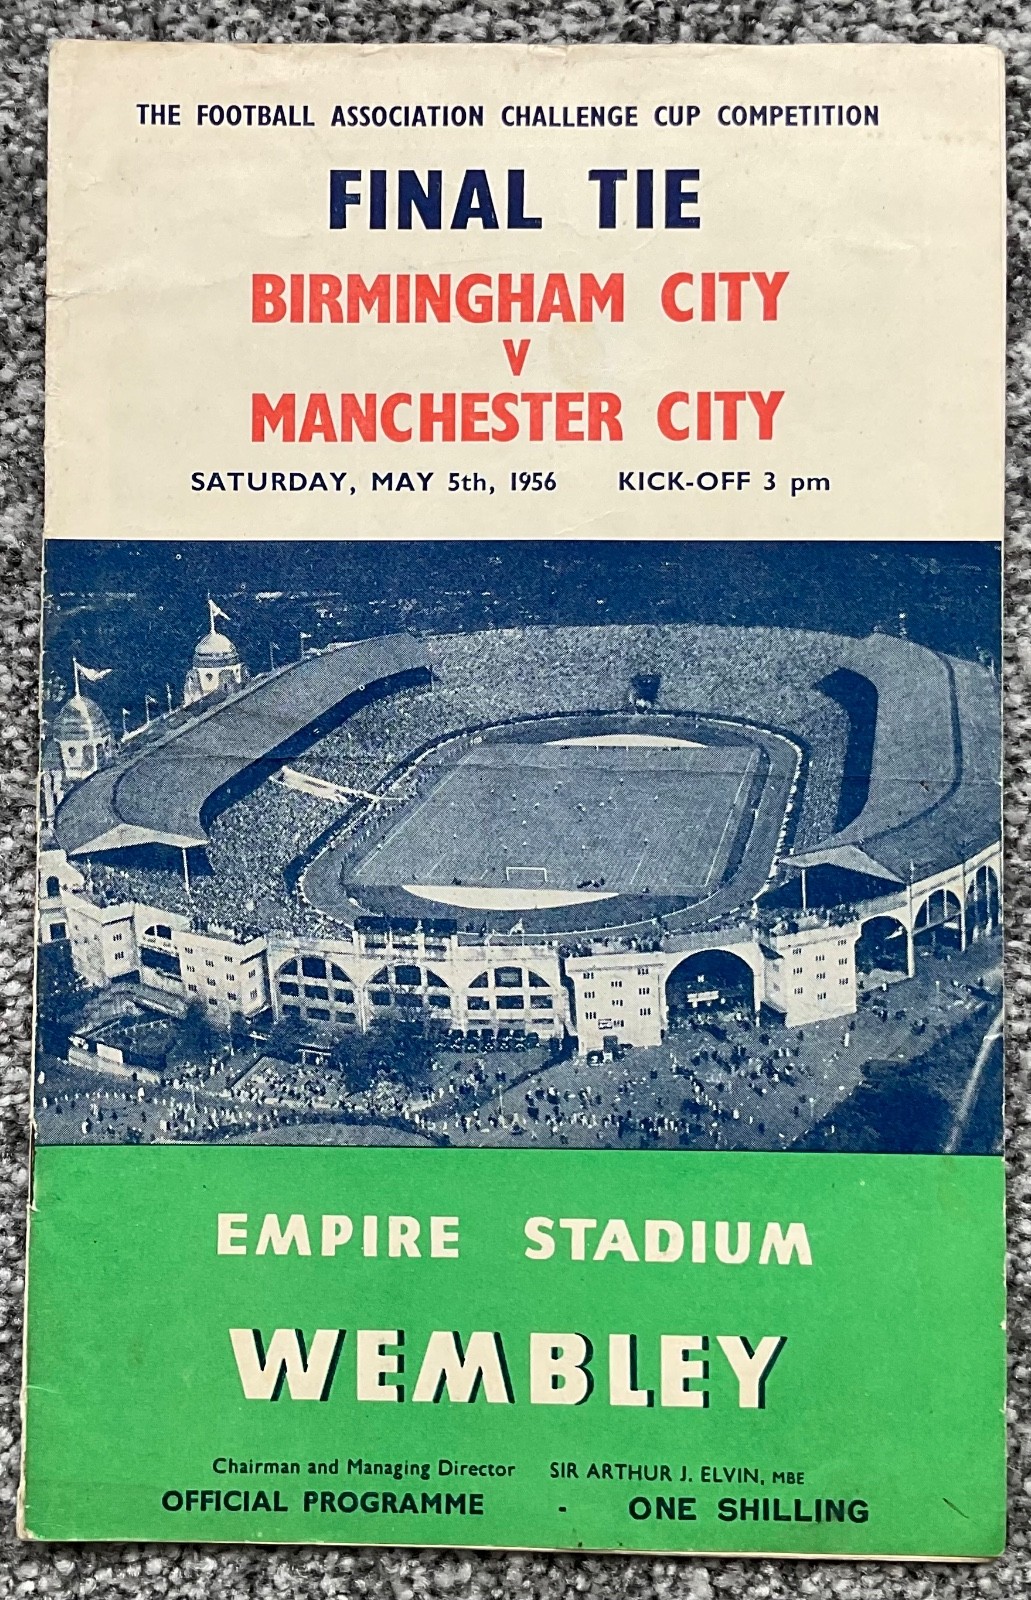 THE FOOTBALL ASSOCIATION CHALLENGE CUP COMPETITION
FINAL TIE
BIRMINGHAM CITY
V
MANCHESTER CITY
SATURDAY, MAY 5th, 1956 KICK-OFF 3 pm
EMPIRE STADIUM
WEMBLEY
Chairman and Managing Director SIR ARTHUR J. ELVIN, MBE
OFFICIAL PROGRAMME - ONE SHILLING